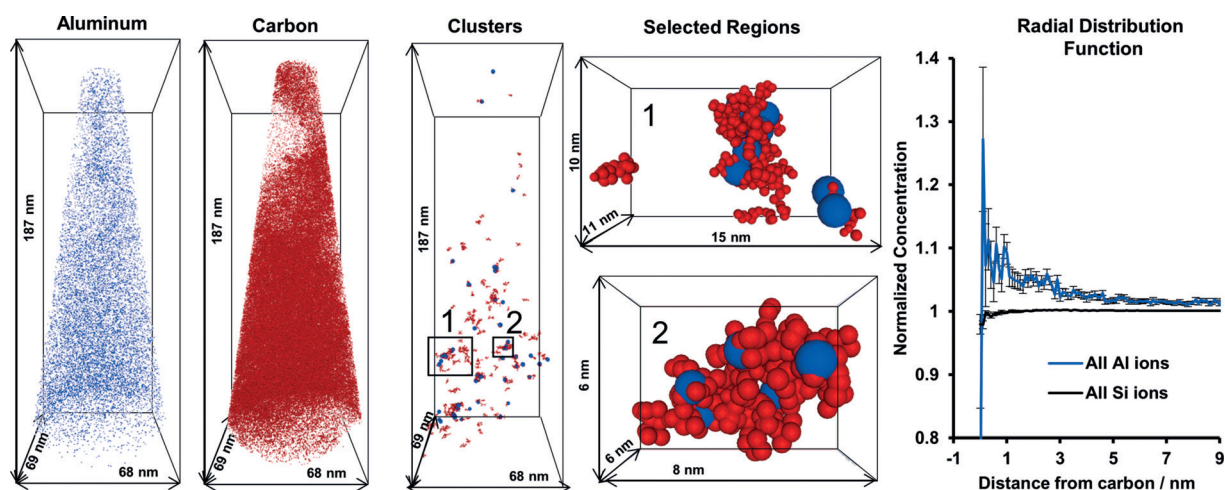 Aluminum
187 nm
69 nm
68 nm
Carbon
187 nm
69 nm
68 nm
Clusters
187 nm
1
2
69 nm
68 nm
Selected Regions
1
10 nm
11 nm
15 nm
2
6 nm
6 nm
8 nm
Radial Distribution
Function
Normalized Concentration
1.4
1.3
1.2
1.1
1
0.9
0.8
All Al ions
All Si ions
-1 1 3 5 7 9
Distance from carbon / nm